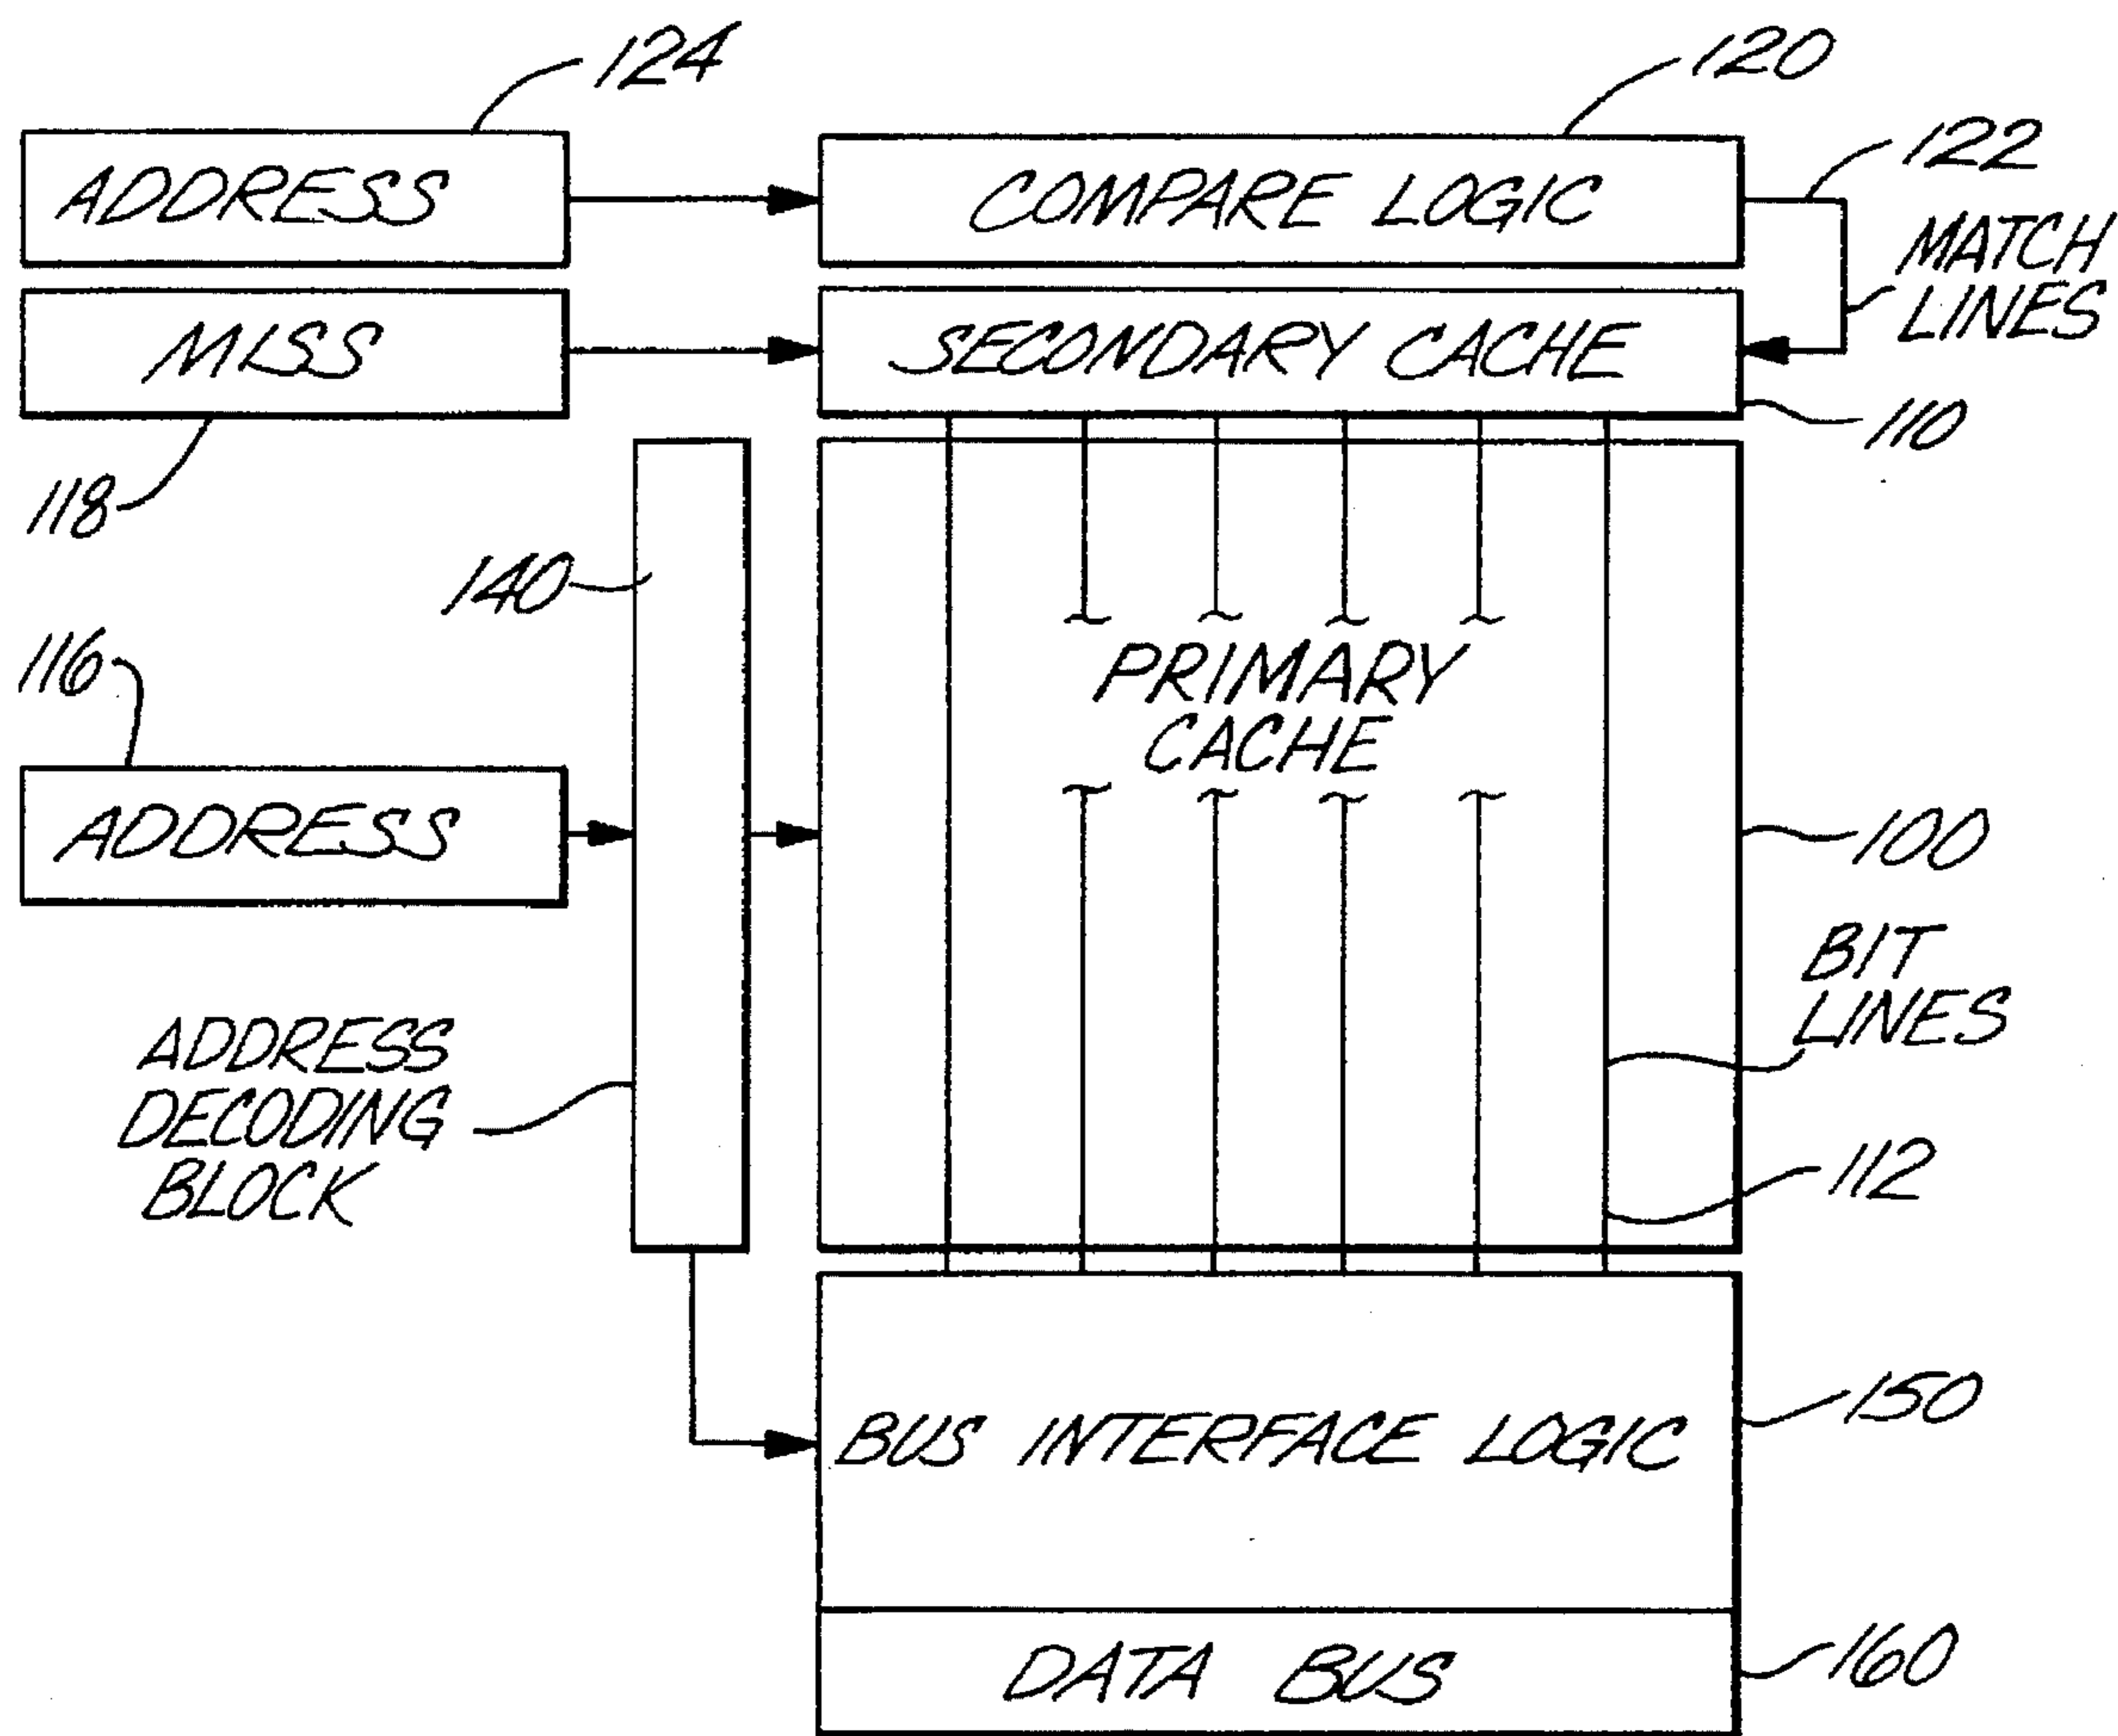 124
120
ADDRESS
COMPARE LOGIC
122
MATCH
LINES
MISS
SECONDARY CACHE
110
118
140
116
PRIMARY
CACHE
ADDRESS
100
BIT
LINES
ADDRESS
DECODING
BLOCK
112
BUS INTERFACE LOGIC
150
DATA BUS
160